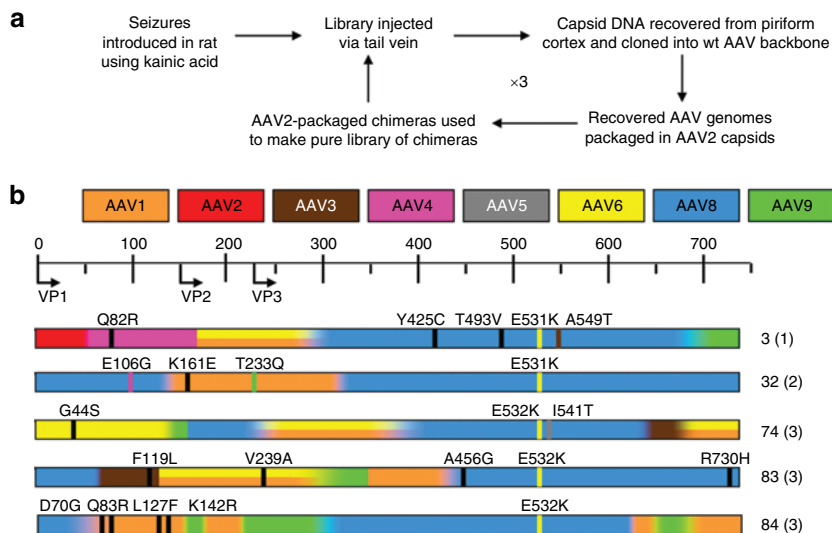 a
Seizures
introduced in rat
using kainic acid
Library injected
via tail vein
Capsid DNA recovered from piriform
cortex and cloned into wt AAV backbone
×3
AAV2-packaged chimeras used
to make pure library of chimeras
Recovered AAV genomes
packaged in AAV2 capsids
b
AAV1 AAV2 AAV3 AAV4 AAV5 AAV6 AAV8 AAV9
0 100 200 300 400 500 600 700
VP1 VP2 VP3
Q82R Y425C T493V E531K A549T
3 (1)
E106G K161E T233Q E531K
32 (2)
G44S E532K I541T
74 (3)
F119L V239A A456G E532K R730H
83 (3)
D70G Q83R L127F K142R E532K
84 (3)